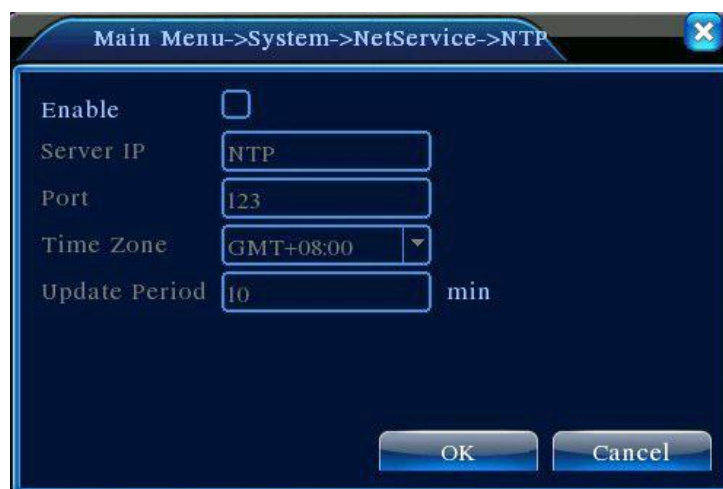 Main Menu->System->NetService->NTP
Enable
Server IP NTP
Port 123
Time Zone GMT+08:00
Update Period 10 min
OK Cancel